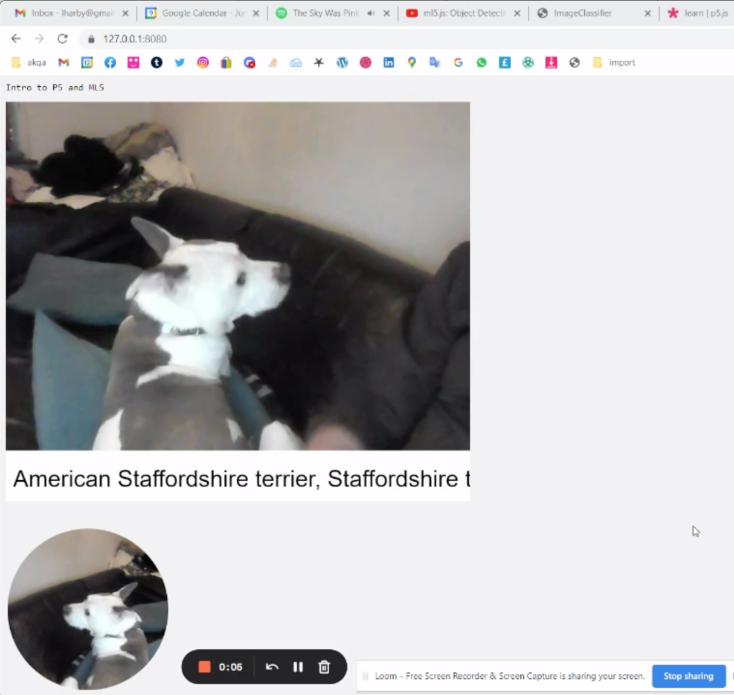 Inbox - lharby@gmai
Google Calendar - Ju
The Sky Was Pink
ml5.js: Object Detecti
ImageClassifier
learn | p5.js
127.0.0.1:8080
akqa
import
Intro to P5 and ML5
American Staffordshire terrier, Staffordshire t
0:06
Loom – Free Screen Recorder & Screen Capture is sharing your screen.
Stop sharing